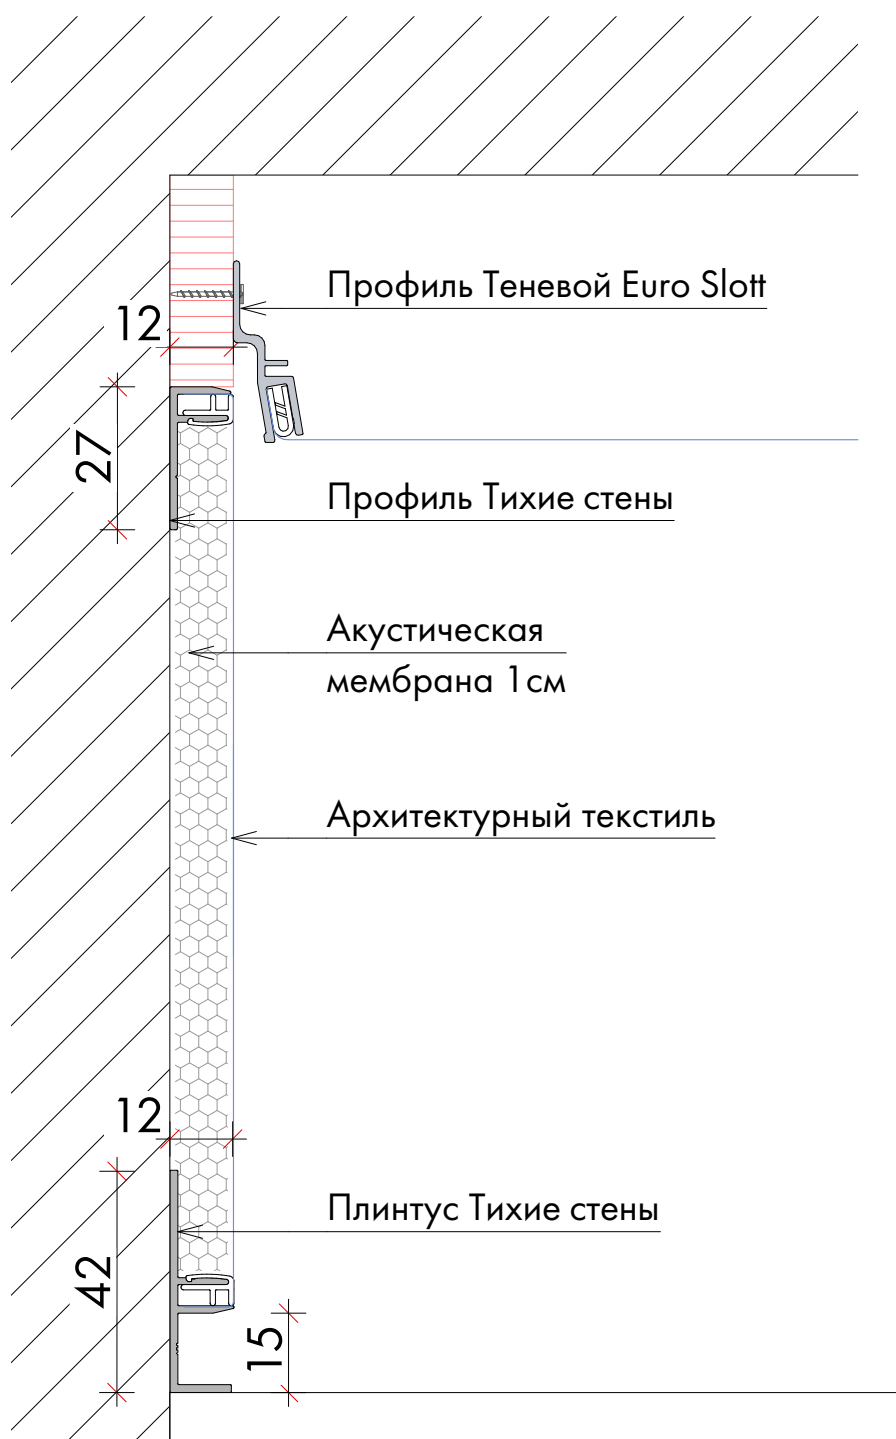 Профиль Теневой Euro Slott
12
27
Профиль Тихие стены
Акустическая
мембрана 1см
Архитектурный текстиль
12
Плинтус Тихие стены
42
15